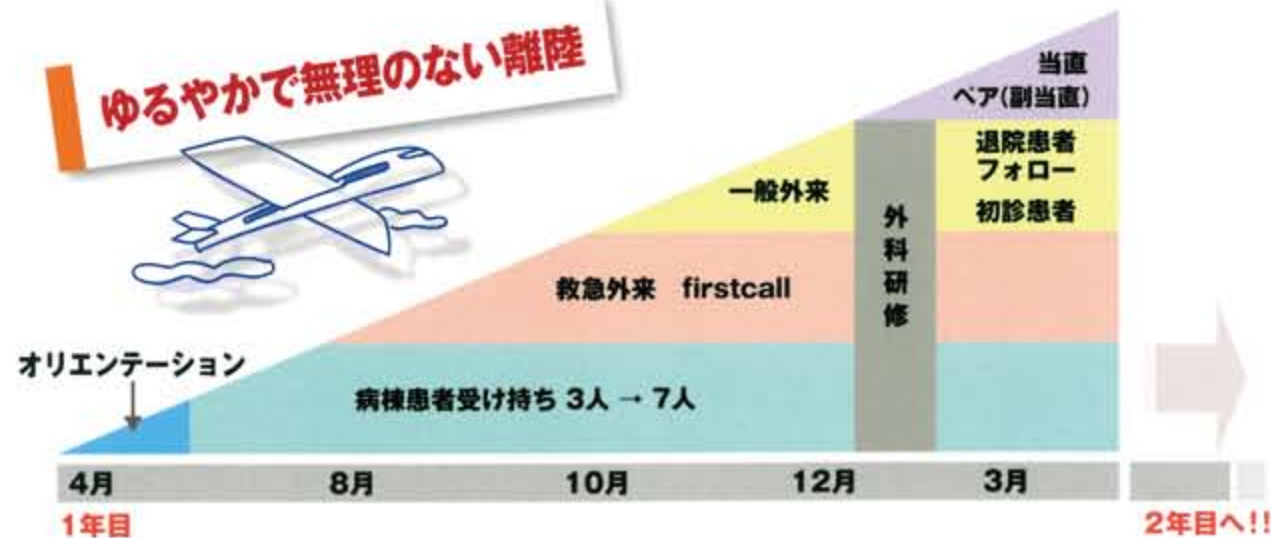 ゆるやかで無理のない離陸
当直
ペア(副当直)
退院患者
フォロー
初診患者
一般外来
外科研修
救急外来 firstcall
オリエンテーション
病棟患者受け持ち 3人 → 7人
4月 8月 10月 12月 3月
1年目
2年目へ!!